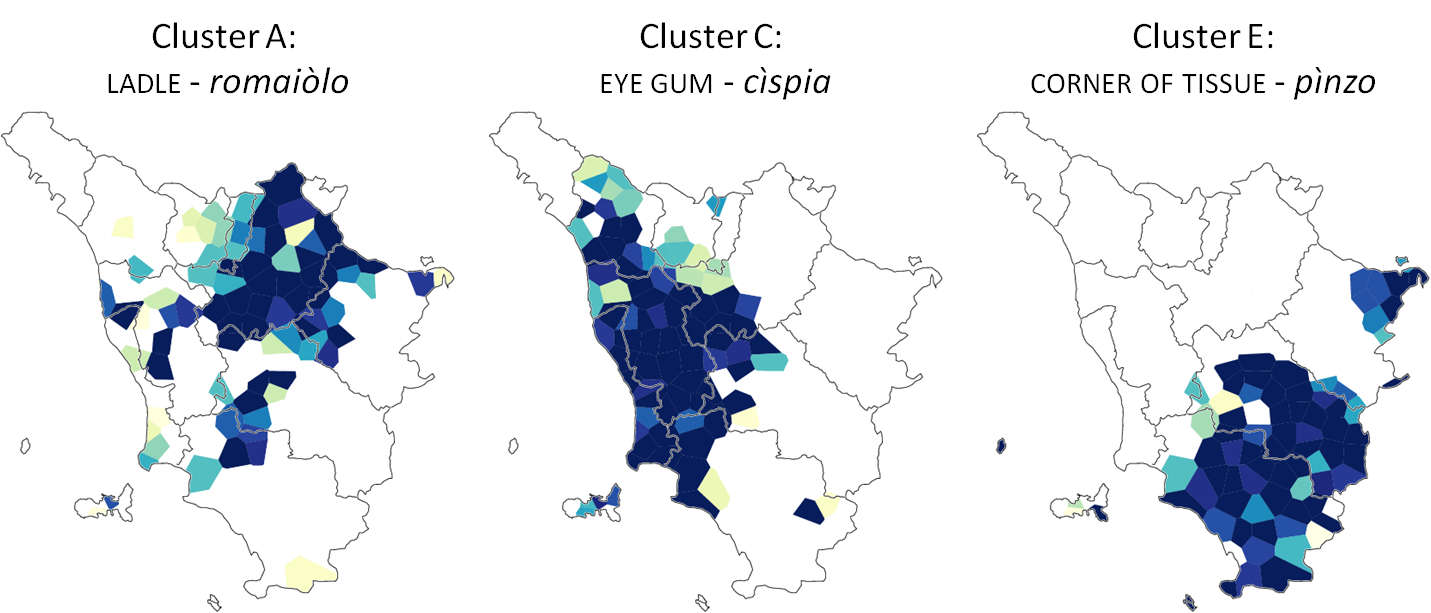 Cluster A:
LADLE - romaiòlo
Cluster C:
EYE GUM - cìspia
Cluster E:
CORNER OF TISSUE - pìnzo